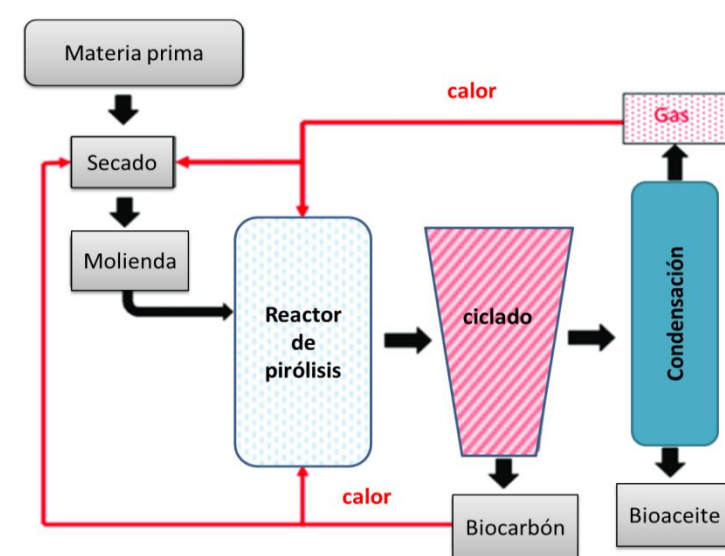 Materia prima
calor
Gas
Secado
Molienda
Reactor
de
pirólisis
ciclado
Condensación
calor
Biocarbón
Bioaceite